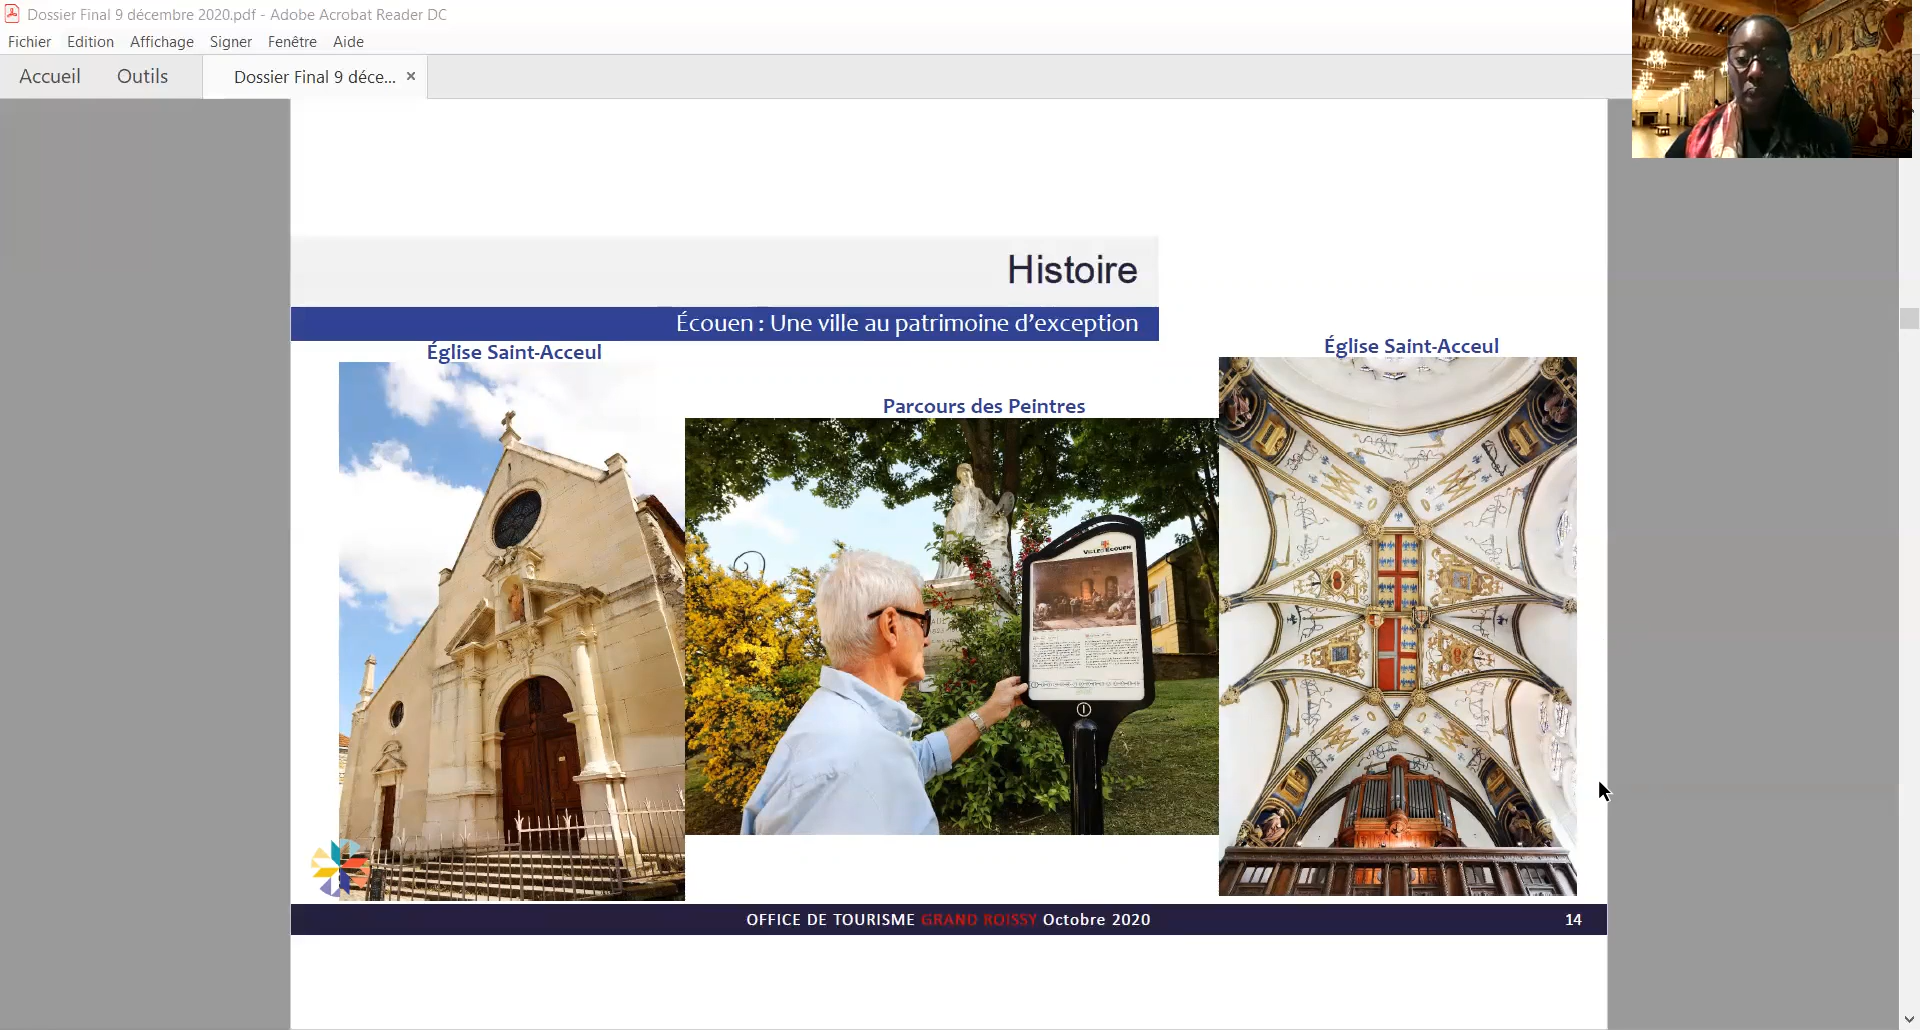 Dossier Final 9 décembre 2020.pdf - Adobe Acrobat Reader DC
Fichier Edition Affichage Signer Fenêtre Aide
Accueil Outils Dossier Final 9 déce... ×
Histoire
Écouen : Une ville au patrimoine d’exception
Église Saint-Acceul
Église Saint-Acceul
Parcours des Peintres
OFFICE DE TOURISME GRAND ROISSY Octobre 2020
14